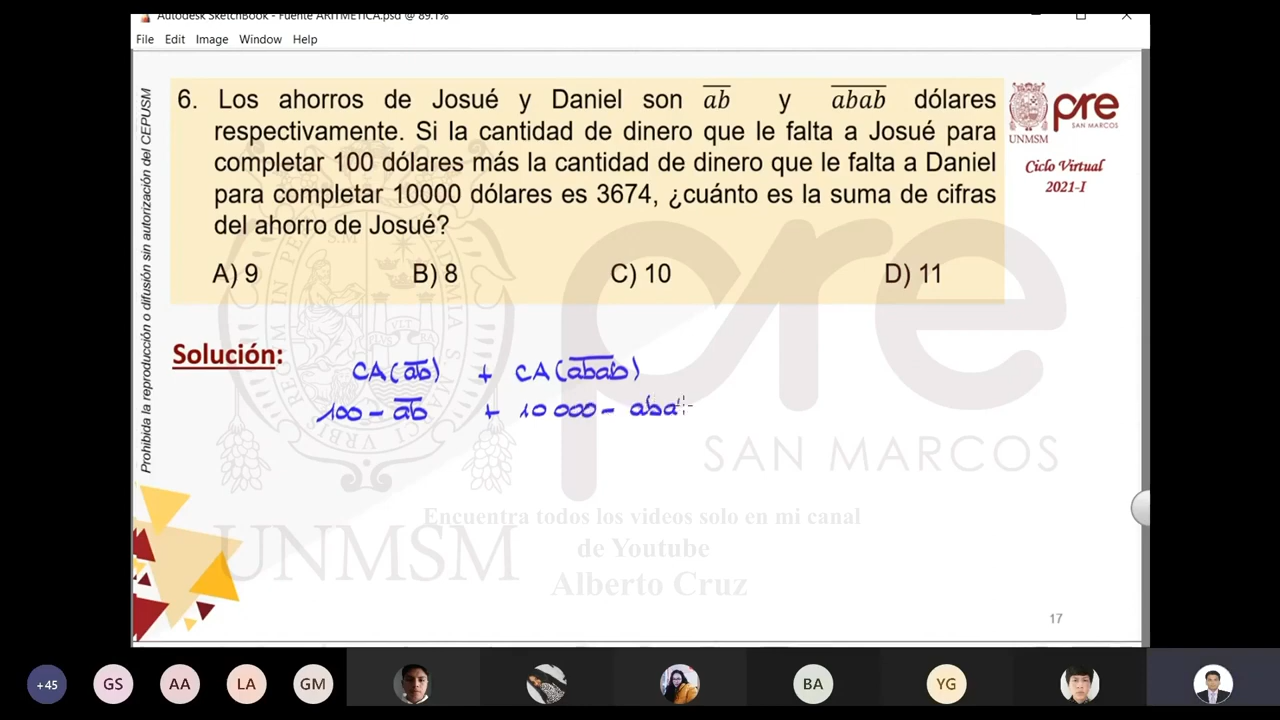 Autodesk SketchBook - Fuente ARITMETICA.psd @ 89.1%
File Edit Image Window Help
Prohibida la reproducción o difusión sin autorización del CEPUSM
6. Los ahorros de Josué y Daniel son ab y abab dólares
respectivamente. Si la cantidad de dinero que le falta a Josué para
completar 100 dólares más la cantidad de dinero que le falta a Daniel
para completar 10000 dólares es 3674, ¿cuánto es la suma de cifras
del ahorro de Josué?
A) 9 B) 8 C) 10 D) 11
UNMSM
pre
SAN MARCOS
Ciclo Virtual
2021-I
Solución:
CA(ab) + CA(abab)
100 - ab + 10 000 - aba
pre
SAN MARCOS
UNMSM
Encuentra todos los videos solo en mi canal
de Youtube
Alberto Cruz
17
+45 GS AA LA GM BA YG